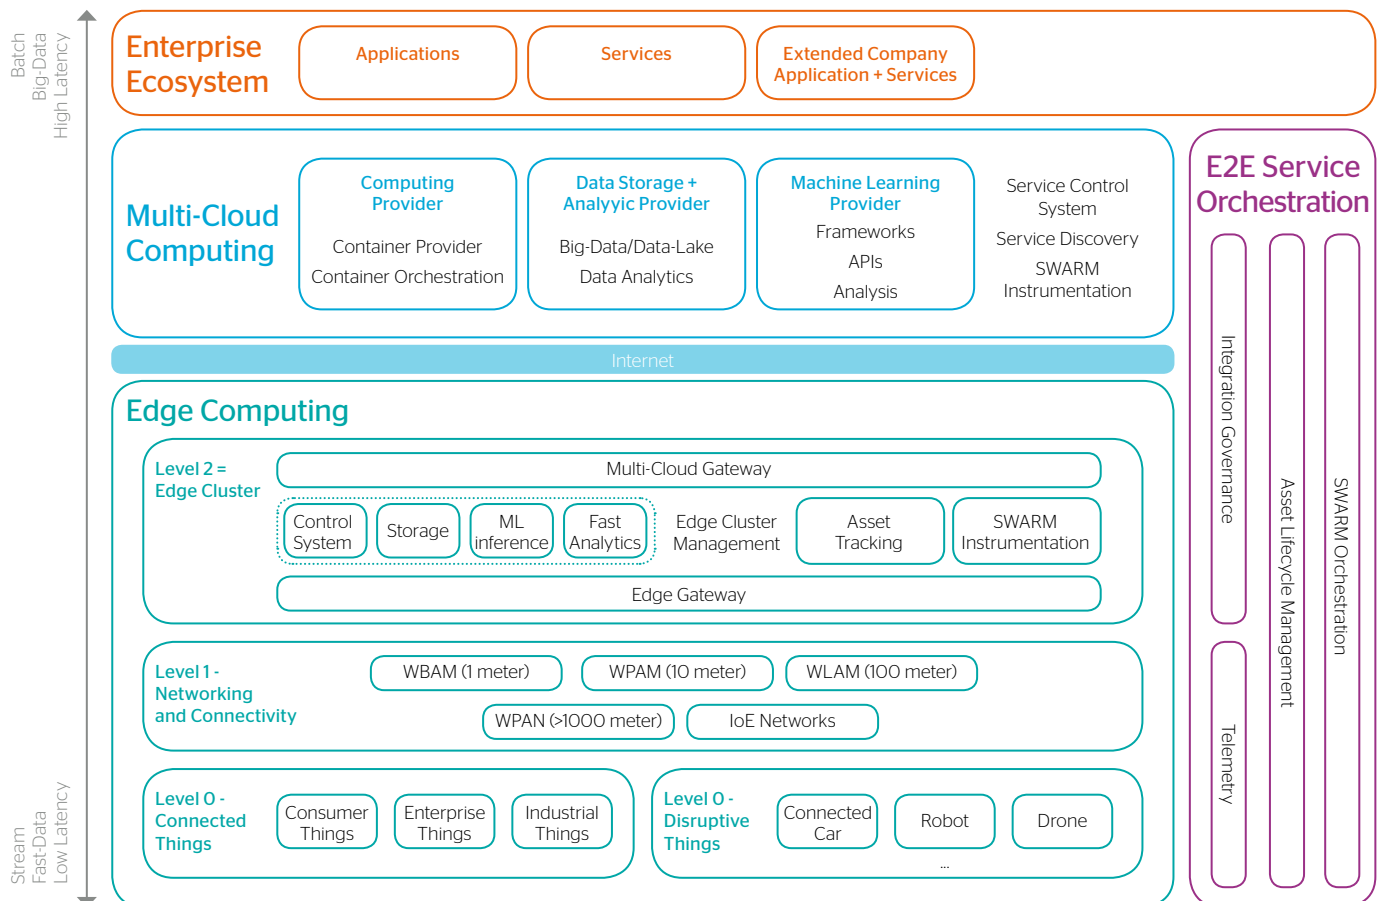 Batch
Big-Data
High Latency
Enterprise
Ecosystem
Applications
Services
Extended Company
Application + Services
Multi-Cloud
Computing
Computing
Provider
Container Provider
Container Orchestration
Data Storage +
Analyyic Provider
Big-Data/Data-Lake
Data Analytics
Machine Learning
Provider
Frameworks
APIs
Analysis
Service Control
System
Service Discovery
SWARM
Instrumentation
E2E Service
Orchestration
Integration Governance
Telemetry
Asset Lifecycle Management
SWARM Orchestration
Internet
Edge Computing
Level 2 =
Edge Cluster
Multi-Cloud Gateway
Control
System
Storage
ML
inference
Fast
Analytics
Edge Cluster
Management
Asset
Tracking
SWARM
Instrumentation
Edge Gateway
Level 1 -
Networking
and Connectivity
WBAM (1 meter)
WPAM (10 meter)
WLAM (100 meter)
WPAN (>1000 meter)
IoE Networks
Level 0 -
Connected
Things
Consumer
Things
Enterprise
Things
Industrial
Things
Level 0 -
Disruptive
Things
Connected
Car
Robot
Drone
...
Stream
Fast-Data
Low Latency